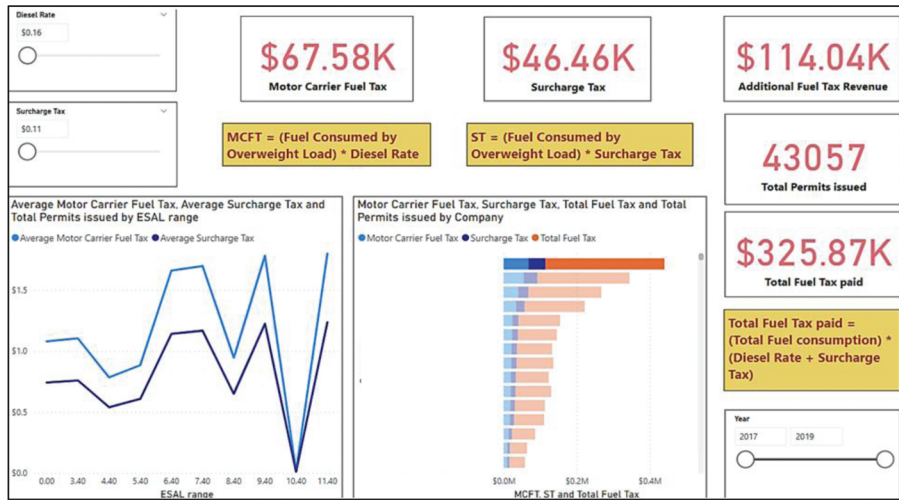 Diesel Rate
$0.16
Surcharge Tax
$0.11
$67.58K
Motor Carrier Fuel Tax
$46.46K
Surcharge Tax
$114.04K
Additional Fuel Tax Revenue
MCFT = (Fuel Consumed by
Overweight Load) * Diesel Rate
ST = (Fuel Consumed by
Overweight Load) * Surcharge Tax
43057
Total Permits issued
$325.87K
Total Fuel Tax paid
Total Fuel Tax paid =
(Total Fuel consumption) *
(Diesel Rate + Surcharge
Tax)
Year
2017 2019
Average Motor Carrier Fuel Tax, Average Surcharge Tax and
Total Permits issued by ESAL range
Average Motor Carrier Fuel Tax Average Surcharge Tax
$1.5
$1.0
$0.5
$0.0
0.00 3.40 4.40 5.40 6.40 7.40 8.40 9.40 10.40 11.40
ESAL range
Motor Carrier Fuel Tax, Surcharge Tax, Total Fuel Tax and Total
Permits issued by Company
Motor Carrier Fuel Tax Surcharge Tax Total Fuel Tax
$0.0M $0.2M $0.4M
MCFT, ST and Total Fuel Tax